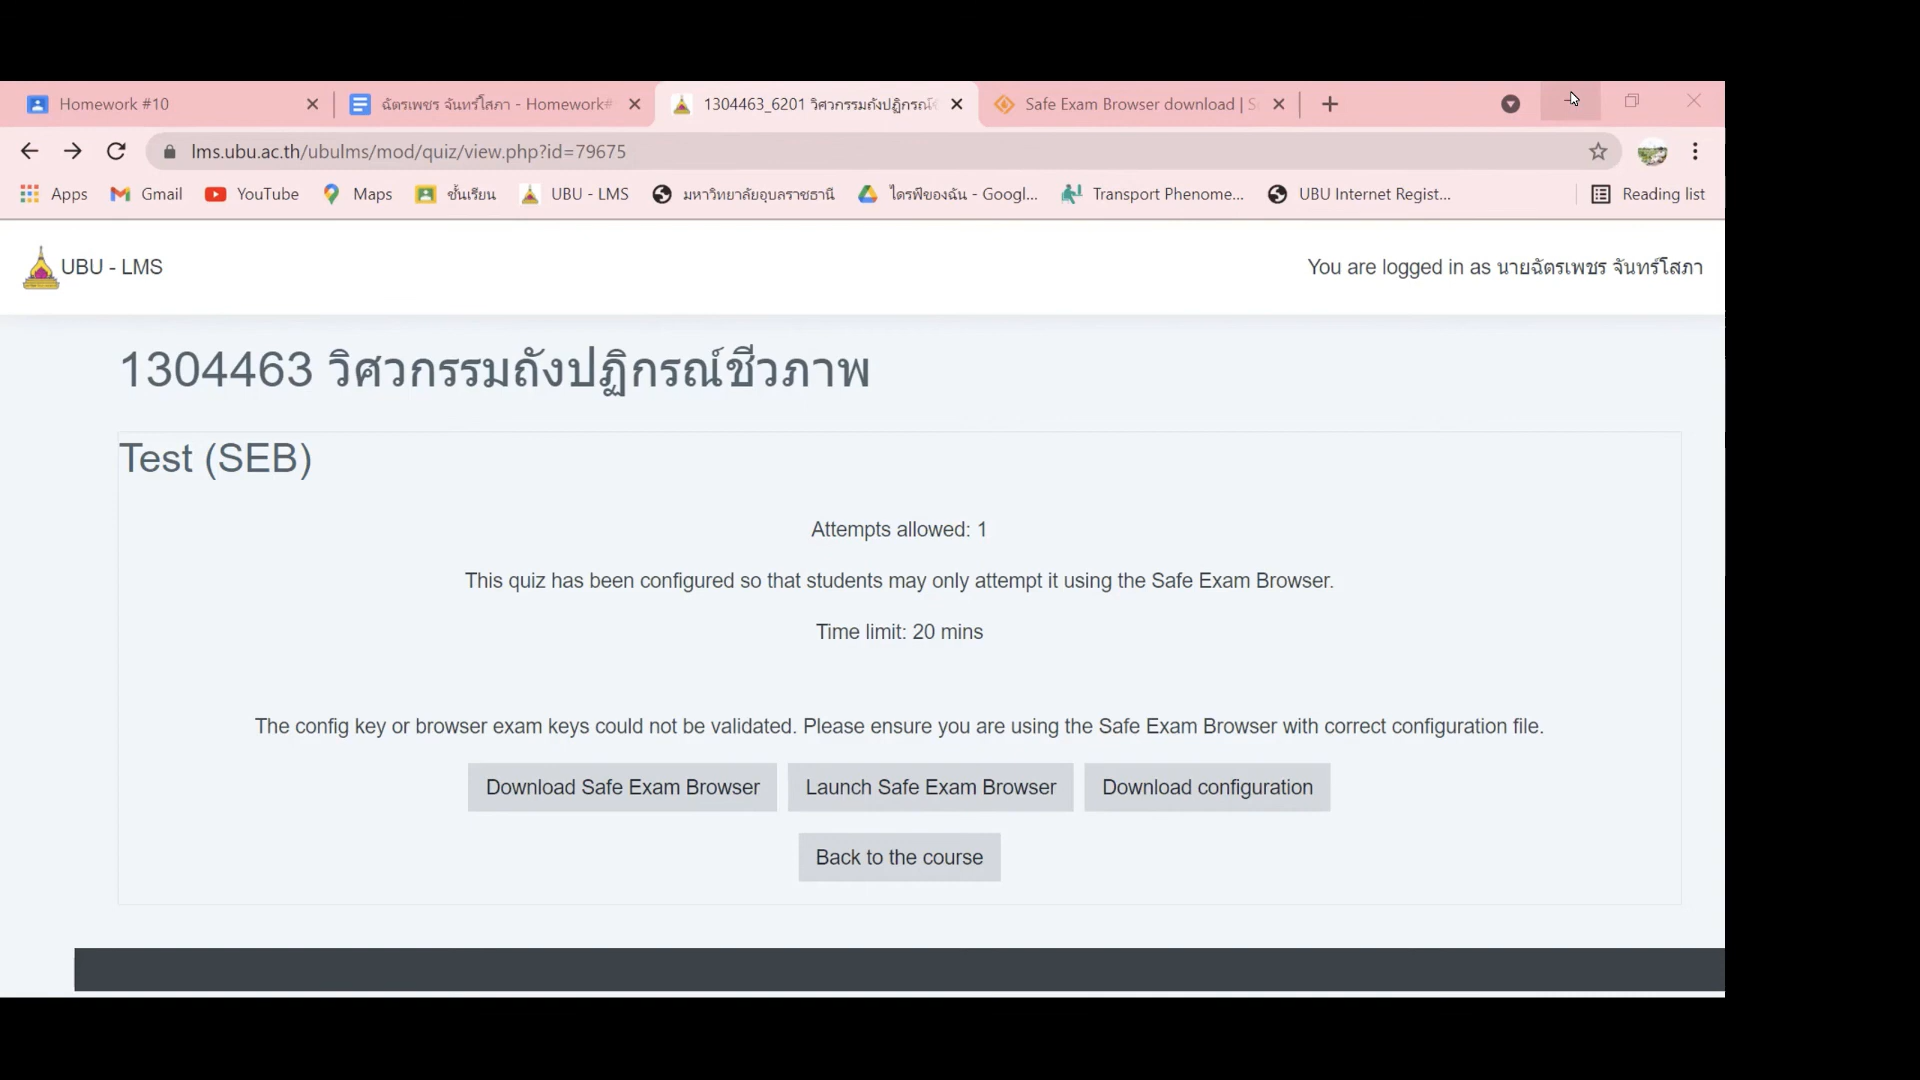 Homework #10
ฉัตรเพชร จันทร์โสภา - Homework#
1304463_6201 วิศวกรรมถังปฏิกรณ์
Safe Exam Browser download | S
lms.ubu.ac.th/ubulms/mod/quiz/view.php?id=79675
Apps Gmail YouTube Maps ชั้นเรียน UBU - LMS มหาวิทยาลัยอุบลราชธานี ไดรฟ์ของฉัน - Googl... Transport Phenome... UBU Internet Regist... Reading list
UBU - LMS
You are logged in as นายฉัตรเพชร จันทร์โสภา
1304463 วิศวกรรมถังปฏิกรณ์ชีวภาพ
Test (SEB)
Attempts allowed: 1
This quiz has been configured so that students may only attempt it using the Safe Exam Browser.
Time limit: 20 mins
The config key or browser exam keys could not be validated. Please ensure you are using the Safe Exam Browser with correct configuration file.
Download Safe Exam Browser Launch Safe Exam Browser Download configuration
Back to the course